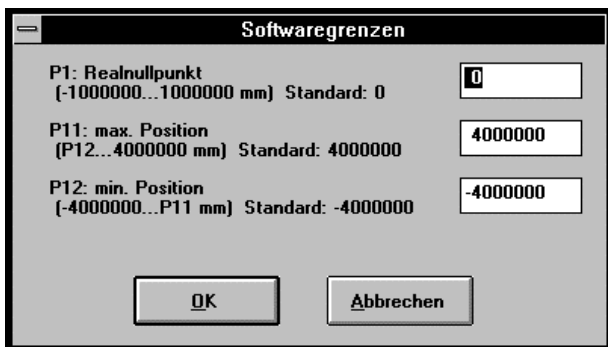 Softwaregrenzen
P1: Realnullpunkt
(-1000000...1000000 mm) Standard: 0
0
P11: max. Position
(P12...4000000 mm) Standard: 4000000
4000000
P12: min. Position
(-4000000...P11 mm) Standard: -4000000
-4000000
OK
Abbrechen